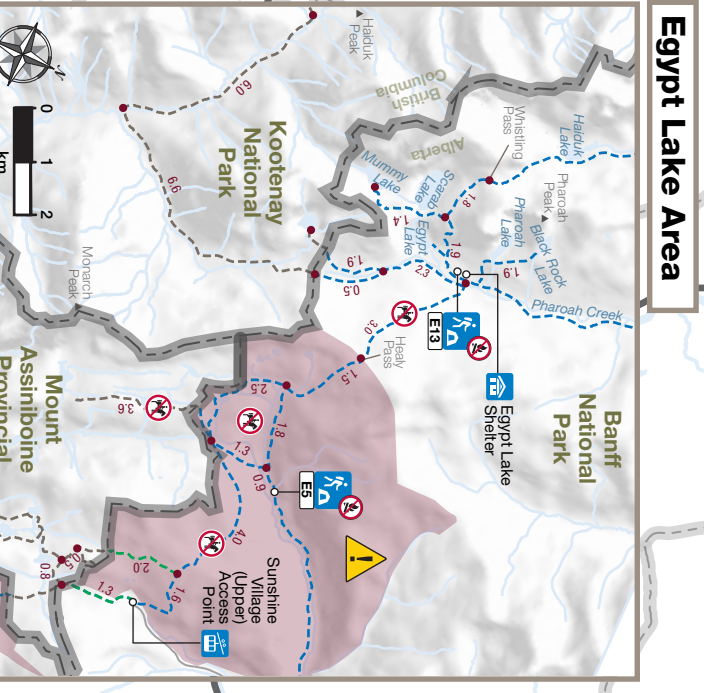 Egypt Lake Area
Banff
National
Park
Pharoah Creek
Haiduk
Lake
Pharoah
Peak
Black Rock
Lake
Whistling
Pass
Pharoah
Lake
1.9
Egypt Lake
Shelter
1.8
1.9
E13
Scarab
Lake
Egypt
Lake
2.3
British
Columbia
Alberta
Mummy
Lake
1.4
Haiduk
Peak
1.9
0.5
3.0
Healy
Pass
1.5
E5
0.9
1.8
2.5
1.3
4.0
Sunshine
Village
(Upper)
Access
Point
1.6
2.0
1.3
Kootenay
National
Park
6.0
6.6
3.6
Monarch
Peak
0.5
0.8
Mount
Assiniboine
Provincial
N
0
1
2
km